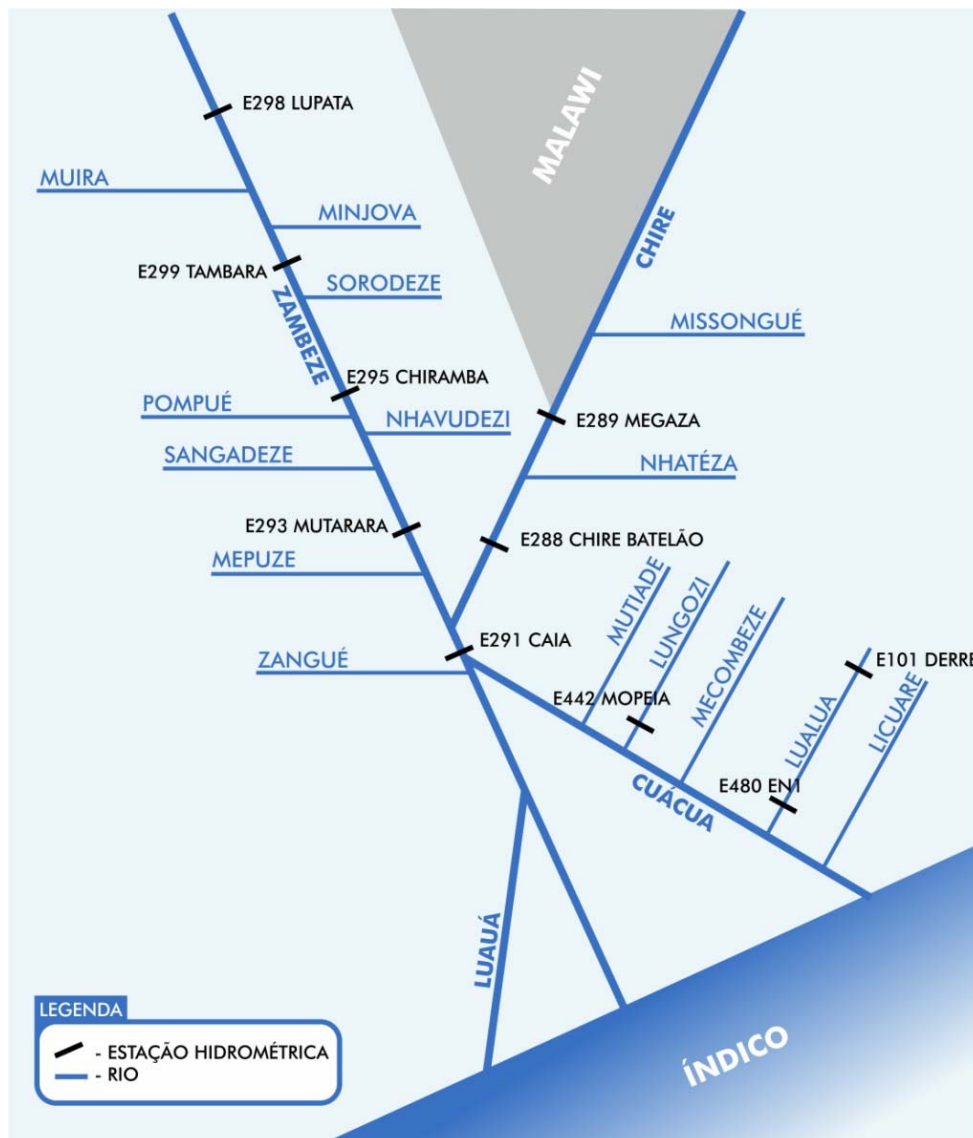 E298 LUPATA
MALAWI
MUIRA
MINJOVA
CHIRE
E299 TAMBARA
SORODEZE
ZAMBEZE
MISSONGUÉ
E295 CHIRAMBA
POMPUÉ
NHAVUDEZI
E289 MEGAZA
SANGADEZE
NHATÉZA
E293 MUTARARA
E288 CHIRE BATELÃO
MEPUZE
MUTIADE
LUNGOZI
MECOMBEZE
E291 CAIA
ZANGUÉ
E101 DERRE
E442 MOPEIA
LUALUA
LICUARE
E480 EN1
CUÁCUA
LUAUÁ
LEGENDA
- ESTAÇÃO HIDROMÉTRICA
- RIO
ÍNDICO